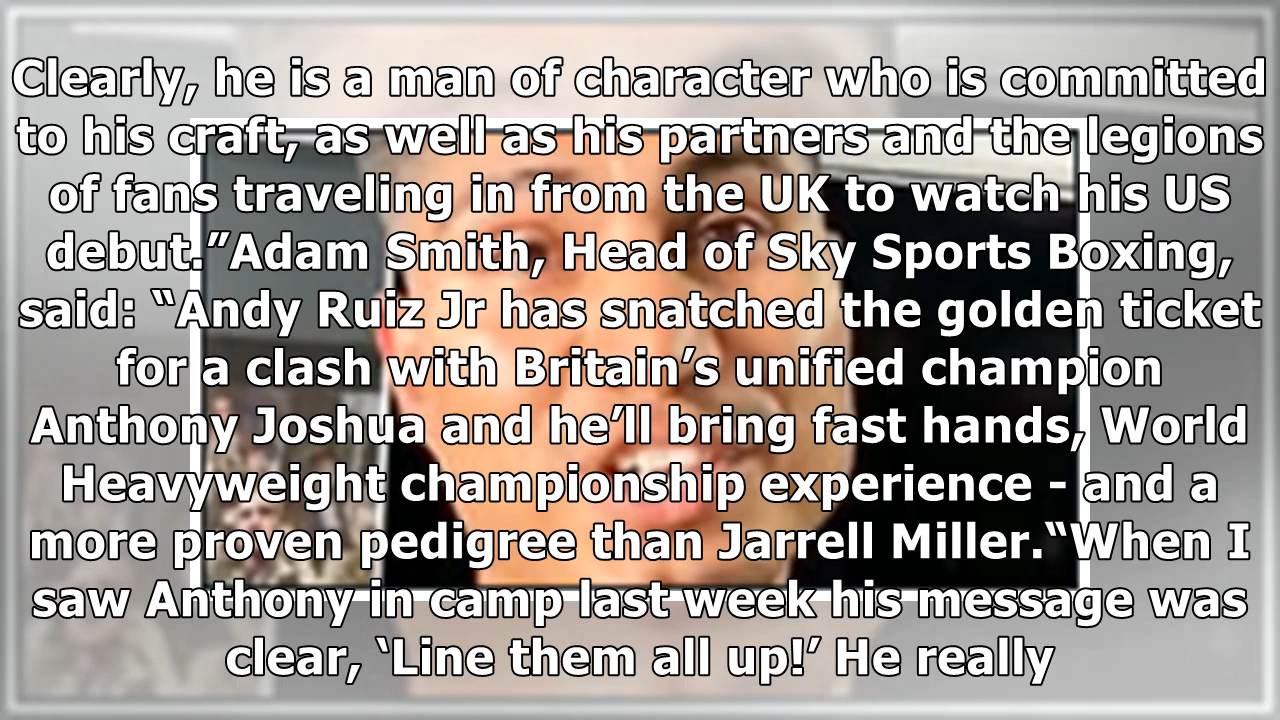 Clearly, he is a man of character who is committed
to his craft, as well as his partners and the legions
of fans traveling in from the UK to watch his US
debut.”Adam Smith, Head of Sky Sports Boxing,
said: “Andy Ruiz Jr has snatched the golden ticket
for a clash with Britain’s unified champion
Anthony Joshua and he’ll bring fast hands, World
Heavyweight championship experience - and a
more proven pedigree than Jarrell Miller.“When I
saw Anthony in camp last week his message was
clear, ‘Line them all up!’ He really